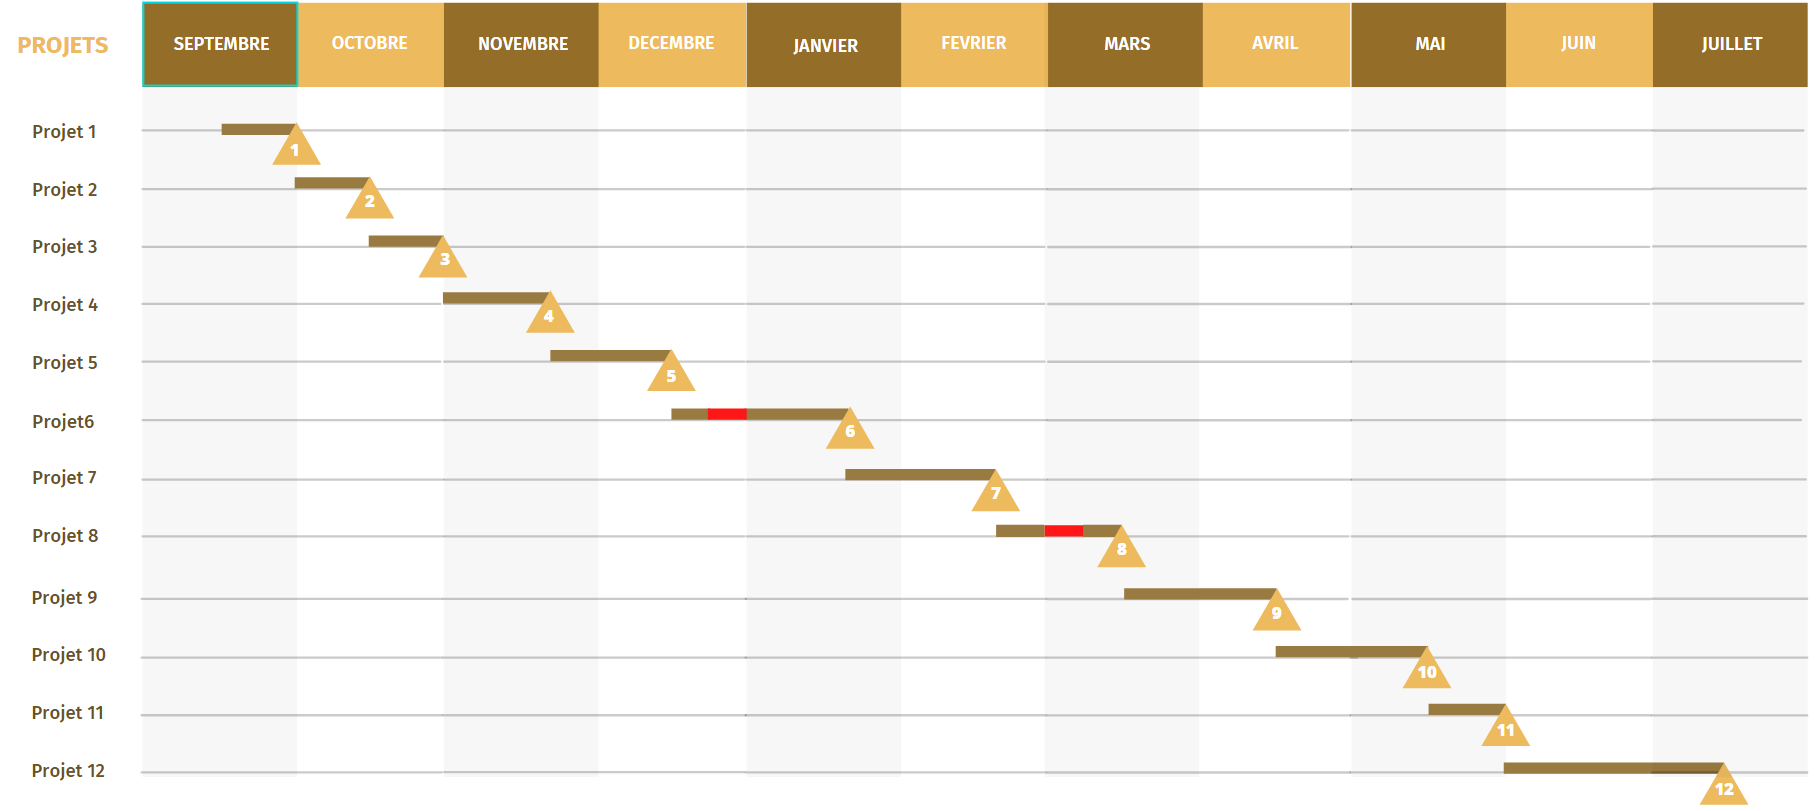 PROJETS
SEPTEMBRE
OCTOBRE
NOVEMBRE
DECEMBRE
JANVIER
FEVRIER
MARS
AVRIL
MAI
JUIN
JUILLET
Projet 1
1
Projet 2
2
Projet 3
3
Projet 4
4
Projet 5
5
Projet6
6
Projet 7
7
Projet 8
8
Projet 9
9
Projet 10
10
Projet 11
11
Projet 12
12